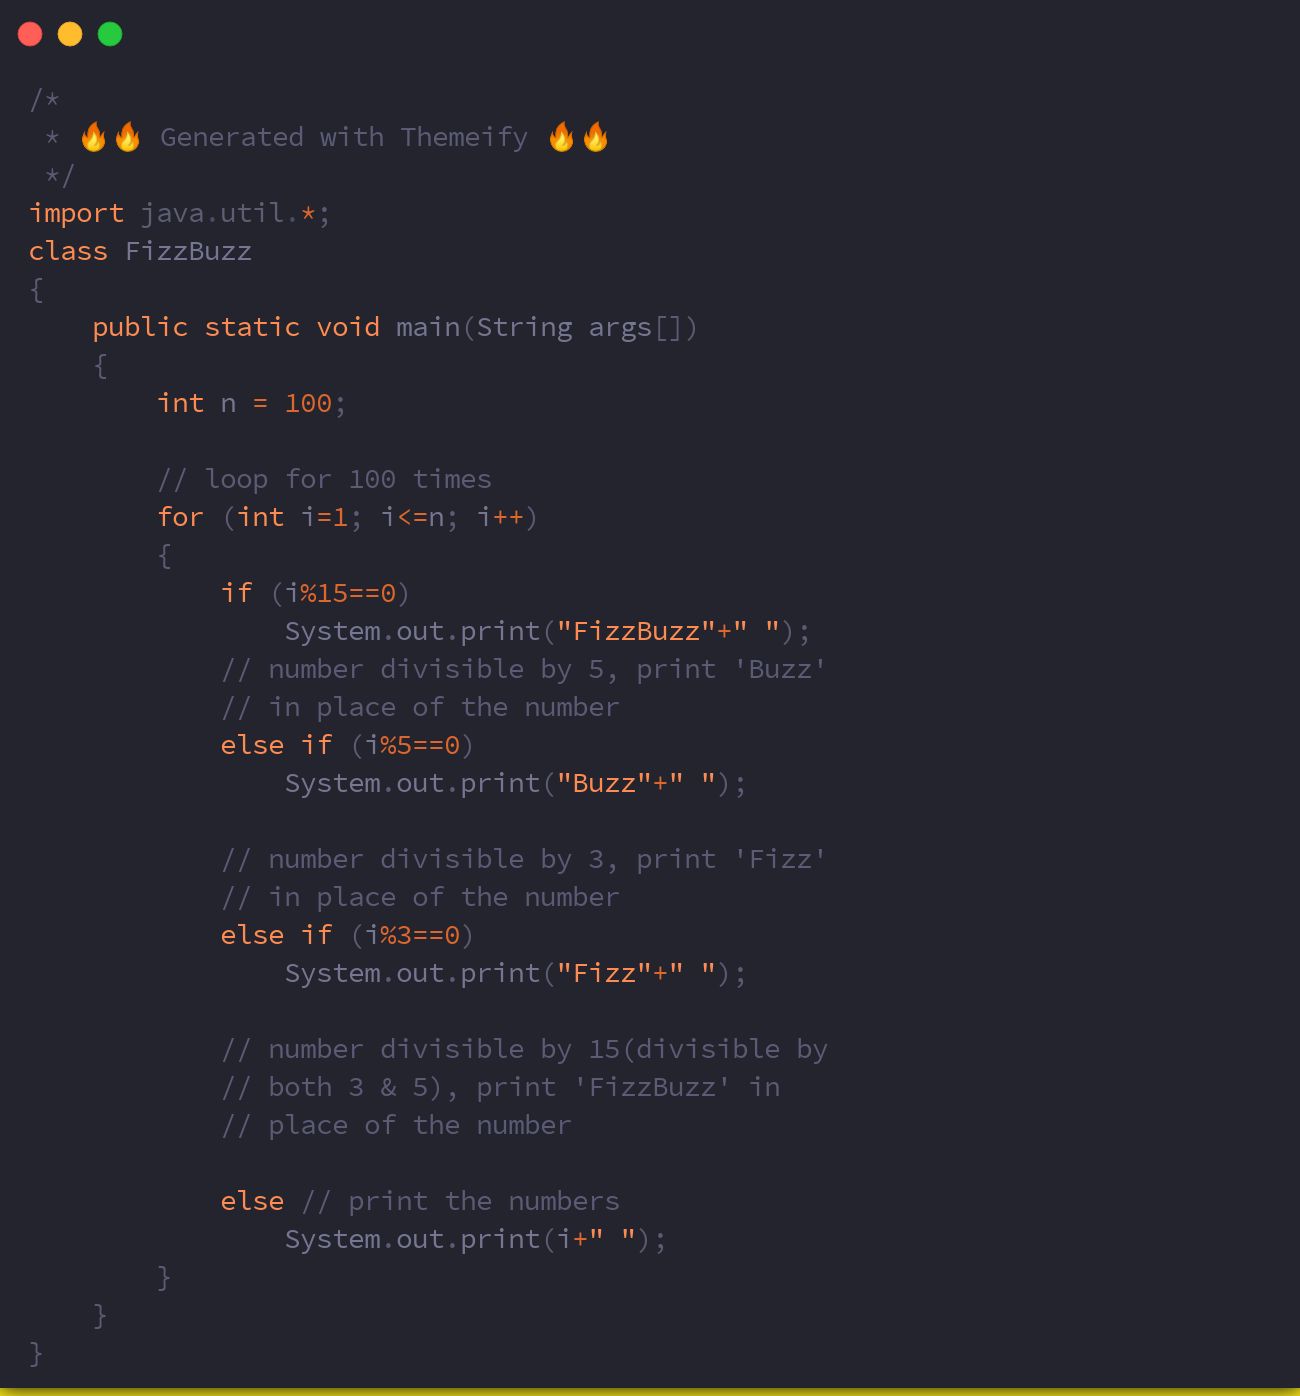 /*
 * 🔥🔥 Generated with Themeify 🔥🔥
 */
import java.util.*;
class FizzBuzz
{
    public static void main(String args[])
    {
        int n = 100;

        // loop for 100 times
        for (int i=1; i<=n; i++)
        {
            if (i%15==0)
                System.out.print("FizzBuzz"+" ");
            // number divisible by 5, print 'Buzz'
            // in place of the number
            else if (i%5==0)
                System.out.print("Buzz"+" ");

            // number divisible by 3, print 'Fizz'
            // in place of the number
            else if (i%3==0)
                System.out.print("Fizz"+" ");

            // number divisible by 15(divisible by
            // both 3 & 5), print 'FizzBuzz' in
            // place of the number

            else // print the numbers
                System.out.print(i+" ");
        }
    }
}